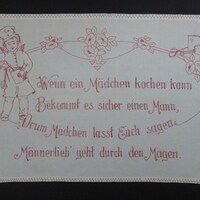 Wenn ein Mädchen kochen kann
Bekommt es sicher einen Mann,
Drum Mädchen lasst Euch sagen,
Männerlieb' geht durch den Magen.